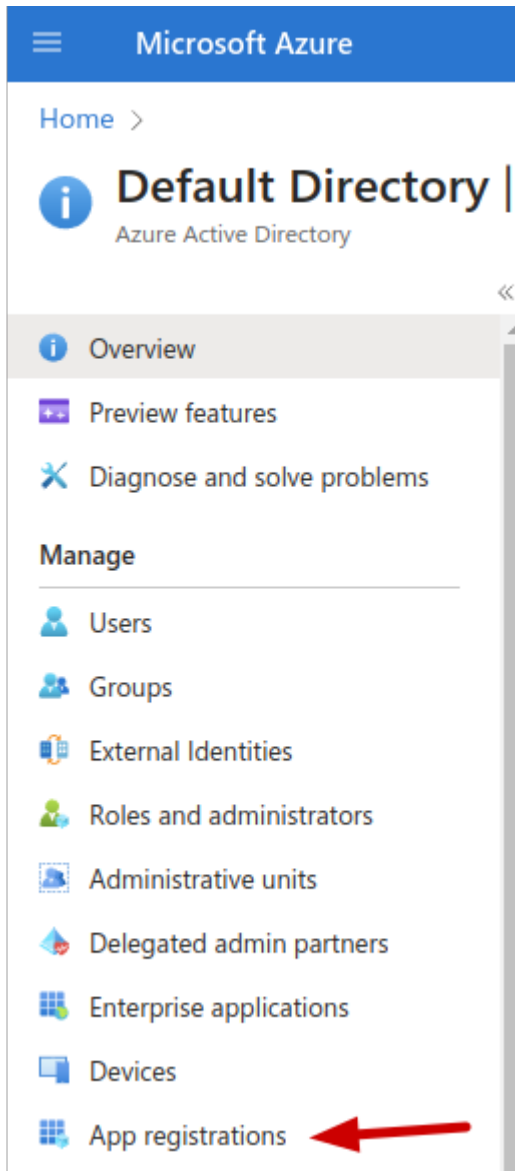 Microsoft Azure
Home >
Default Directory |
Azure Active Directory
«
Overview
Preview features
Diagnose and solve problems
Manage
Users
Groups
External Identities
Roles and administrators
Administrative units
Delegated admin partners
Enterprise applications
Devices
App registrations